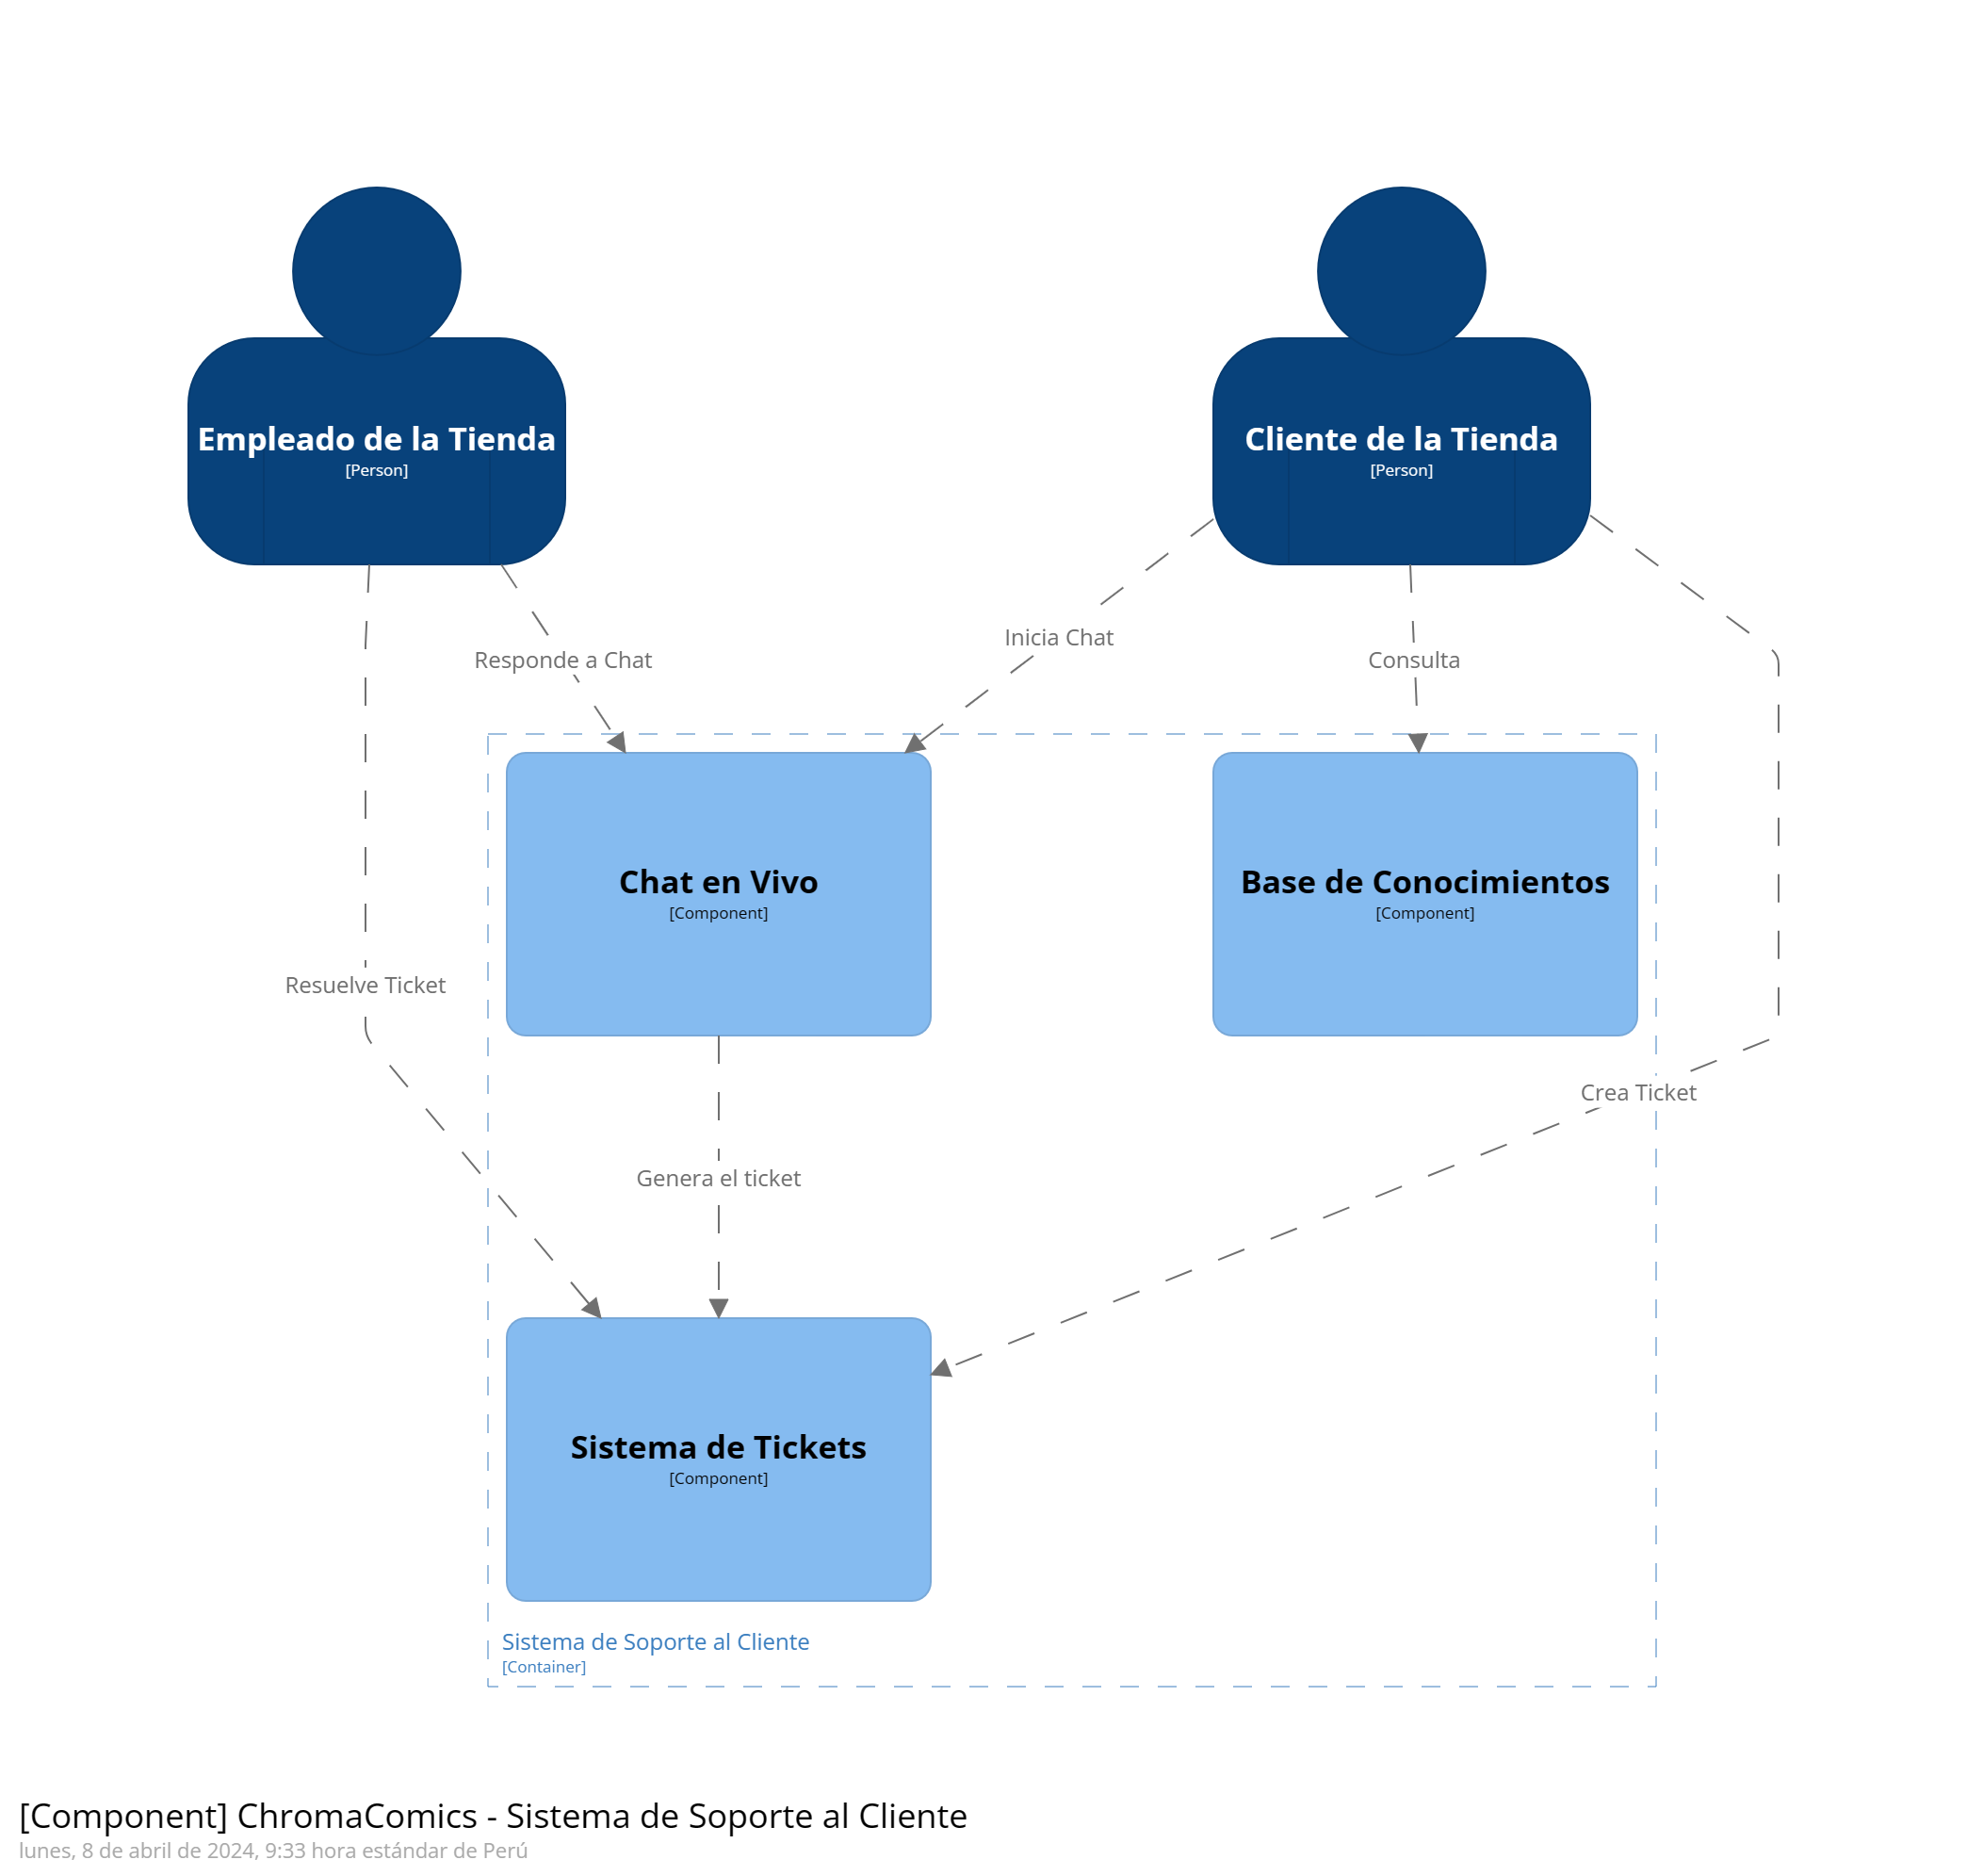 Empleado de la Tienda
[Person]
Cliente de la Tienda
[Person]
Responde a Chat
Inicia Chat
Consulta
Chat en Vivo
[Component]
Base de Conocimientos
[Component]
Resuelve Ticket
Crea Ticket
Genera el ticket
Sistema de Tickets
[Component]
Sistema de Soporte al Cliente
[Container]
[Component] ChromaComics - Sistema de Soporte al Cliente
lunes, 8 de abril de 2024, 9:33 hora estándar de Perú